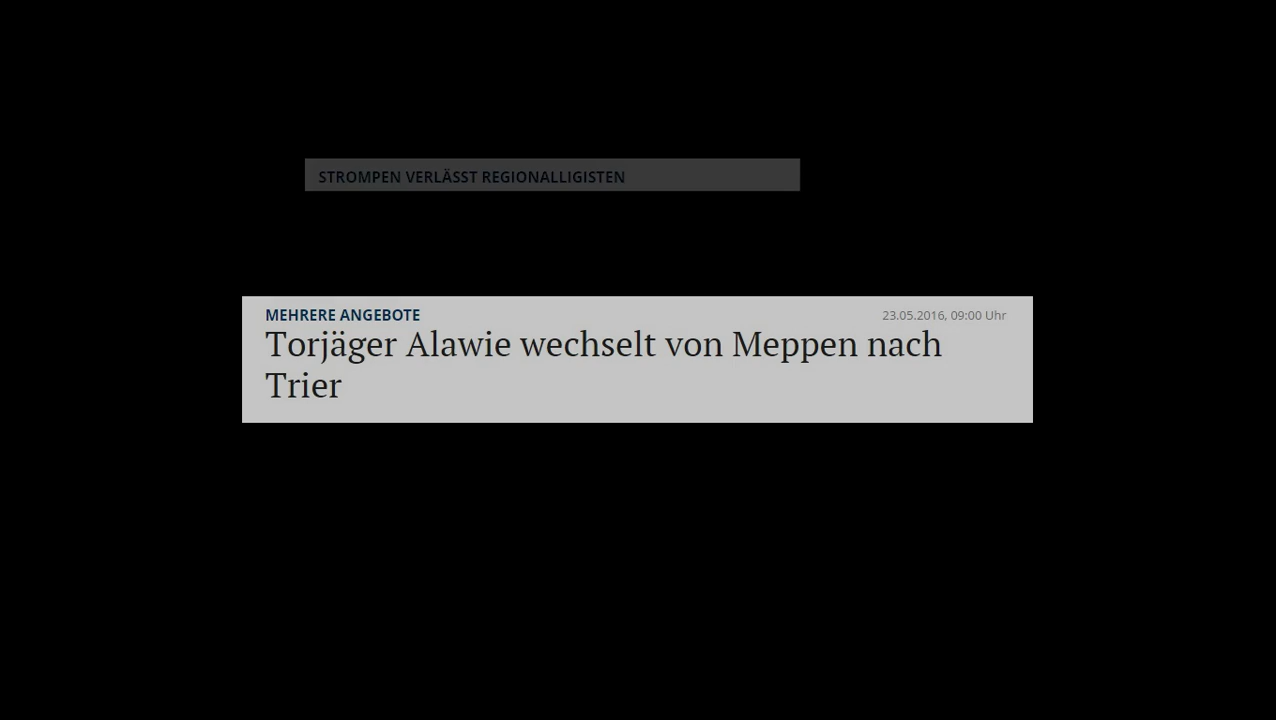 STROMPEN VERLÄSST REGIONALLIGISTEN
MEHRERE ANGEBOTE 23.05.2016, 09:00 Uhr
Torjäger Alawie wechselt von Meppen nach
Trier